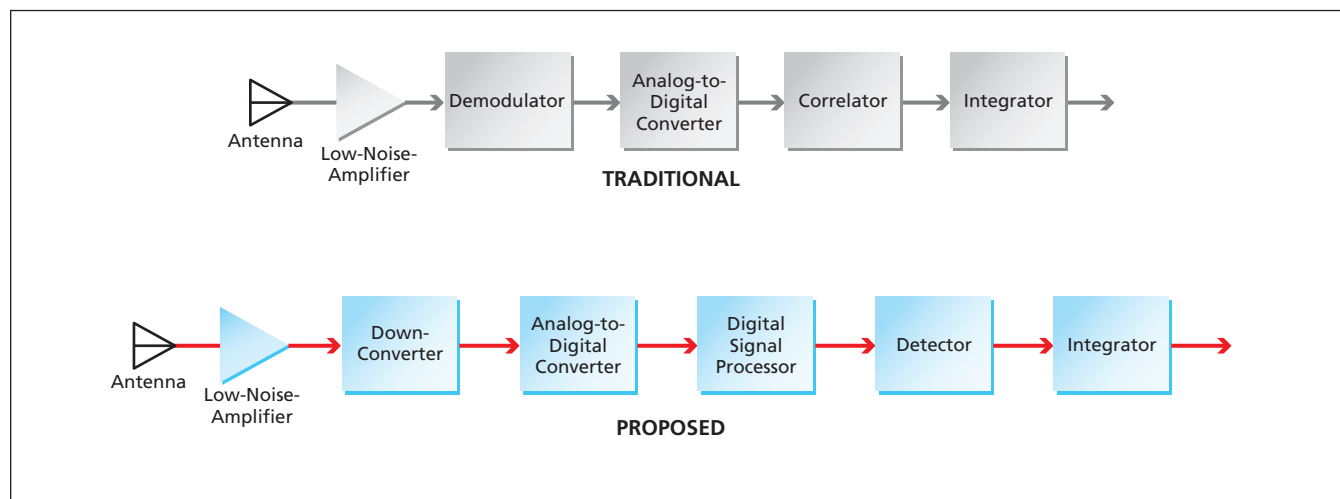 Antenna
Low-Noise-
Amplifier
Demodulator
Analog-to-
Digital
Converter
Correlator
Integrator
TRADITIONAL
Antenna
Low-Noise-
Amplifier
Down-
Converter
Analog-to-
Digital
Converter
Digital
Signal
Processor
Detector
Integrator
PROPOSED